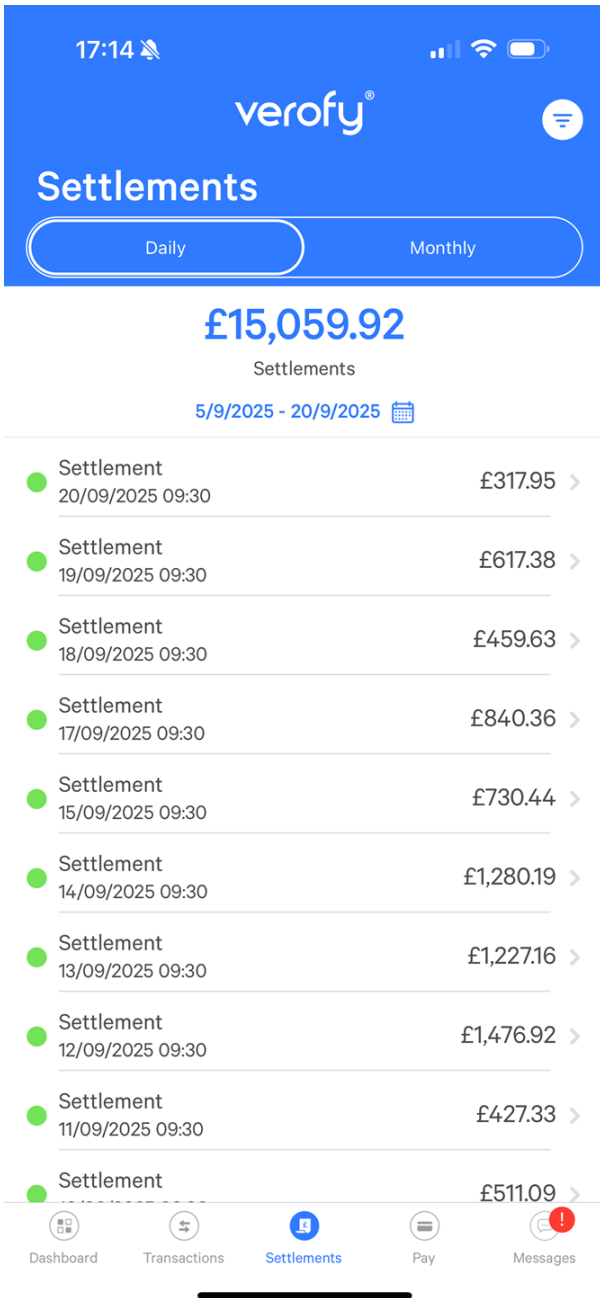 17:14
verofy®
Settlements
Daily Monthly
£15,059.92
Settlements
5/9/2025 - 20/9/2025
Settlement
20/09/2025 09:30
£317.95
Settlement
19/09/2025 09:30
£617.38
Settlement
18/09/2025 09:30
£459.63
Settlement
17/09/2025 09:30
£840.36
Settlement
15/09/2025 09:30
£730.44
Settlement
14/09/2025 09:30
£1,280.19
Settlement
13/09/2025 09:30
£1,227.16
Settlement
12/09/2025 09:30
£1,476.92
Settlement
11/09/2025 09:30
£427.33
Settlement
£511.09
!
Dashboard Transactions Settlements Pay Messages